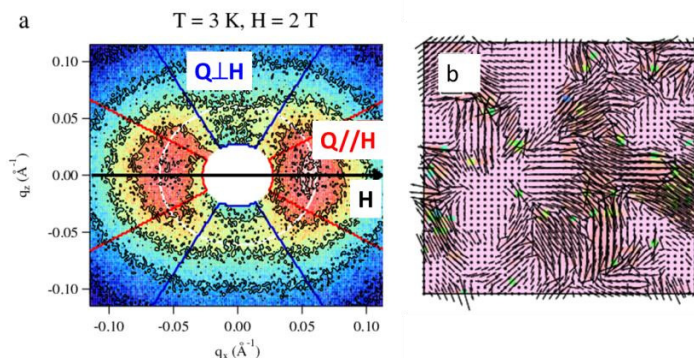 a
T = 3 K, H = 2 T
Q⊥H
Q//H
H
0.10
0.05
0.00
-0.05
-0.10
q_z (Å⁻¹)
-0.10
-0.05
0.00
0.05
0.10
q_x (Å⁻¹)
b